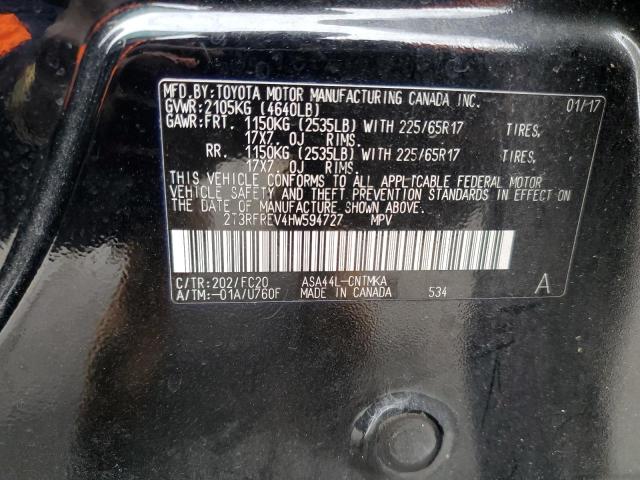 MFD.BY:TOYOTA MOTOR MANUFACTURING CANADA INC.
GVWR:2105KG (4640LB) 01/17
GAWR:FRT. 1150KG (2535LB) WITH 225/65R17 TIRES,
17X7.0J RIMS.
RR. 1150KG (2535LB) WITH 225/65R17 TIRES,
17X7.0J RIMS.
THIS VEHICLE CONFORMS TO ALL APPLICABLE FEDERAL MOTOR
VEHICLE SAFETY AND THEFT PREVENTION STANDARDS IN EFFECT ON
THE DATE OF MANUFACTURE SHOWN ABOVE.
2T3RFREV4HW594727 MPV
C/TR:202/FC20 ASA44L-CNTMKA
A/TM:-01A/U760F MADE IN CANADA 534 A